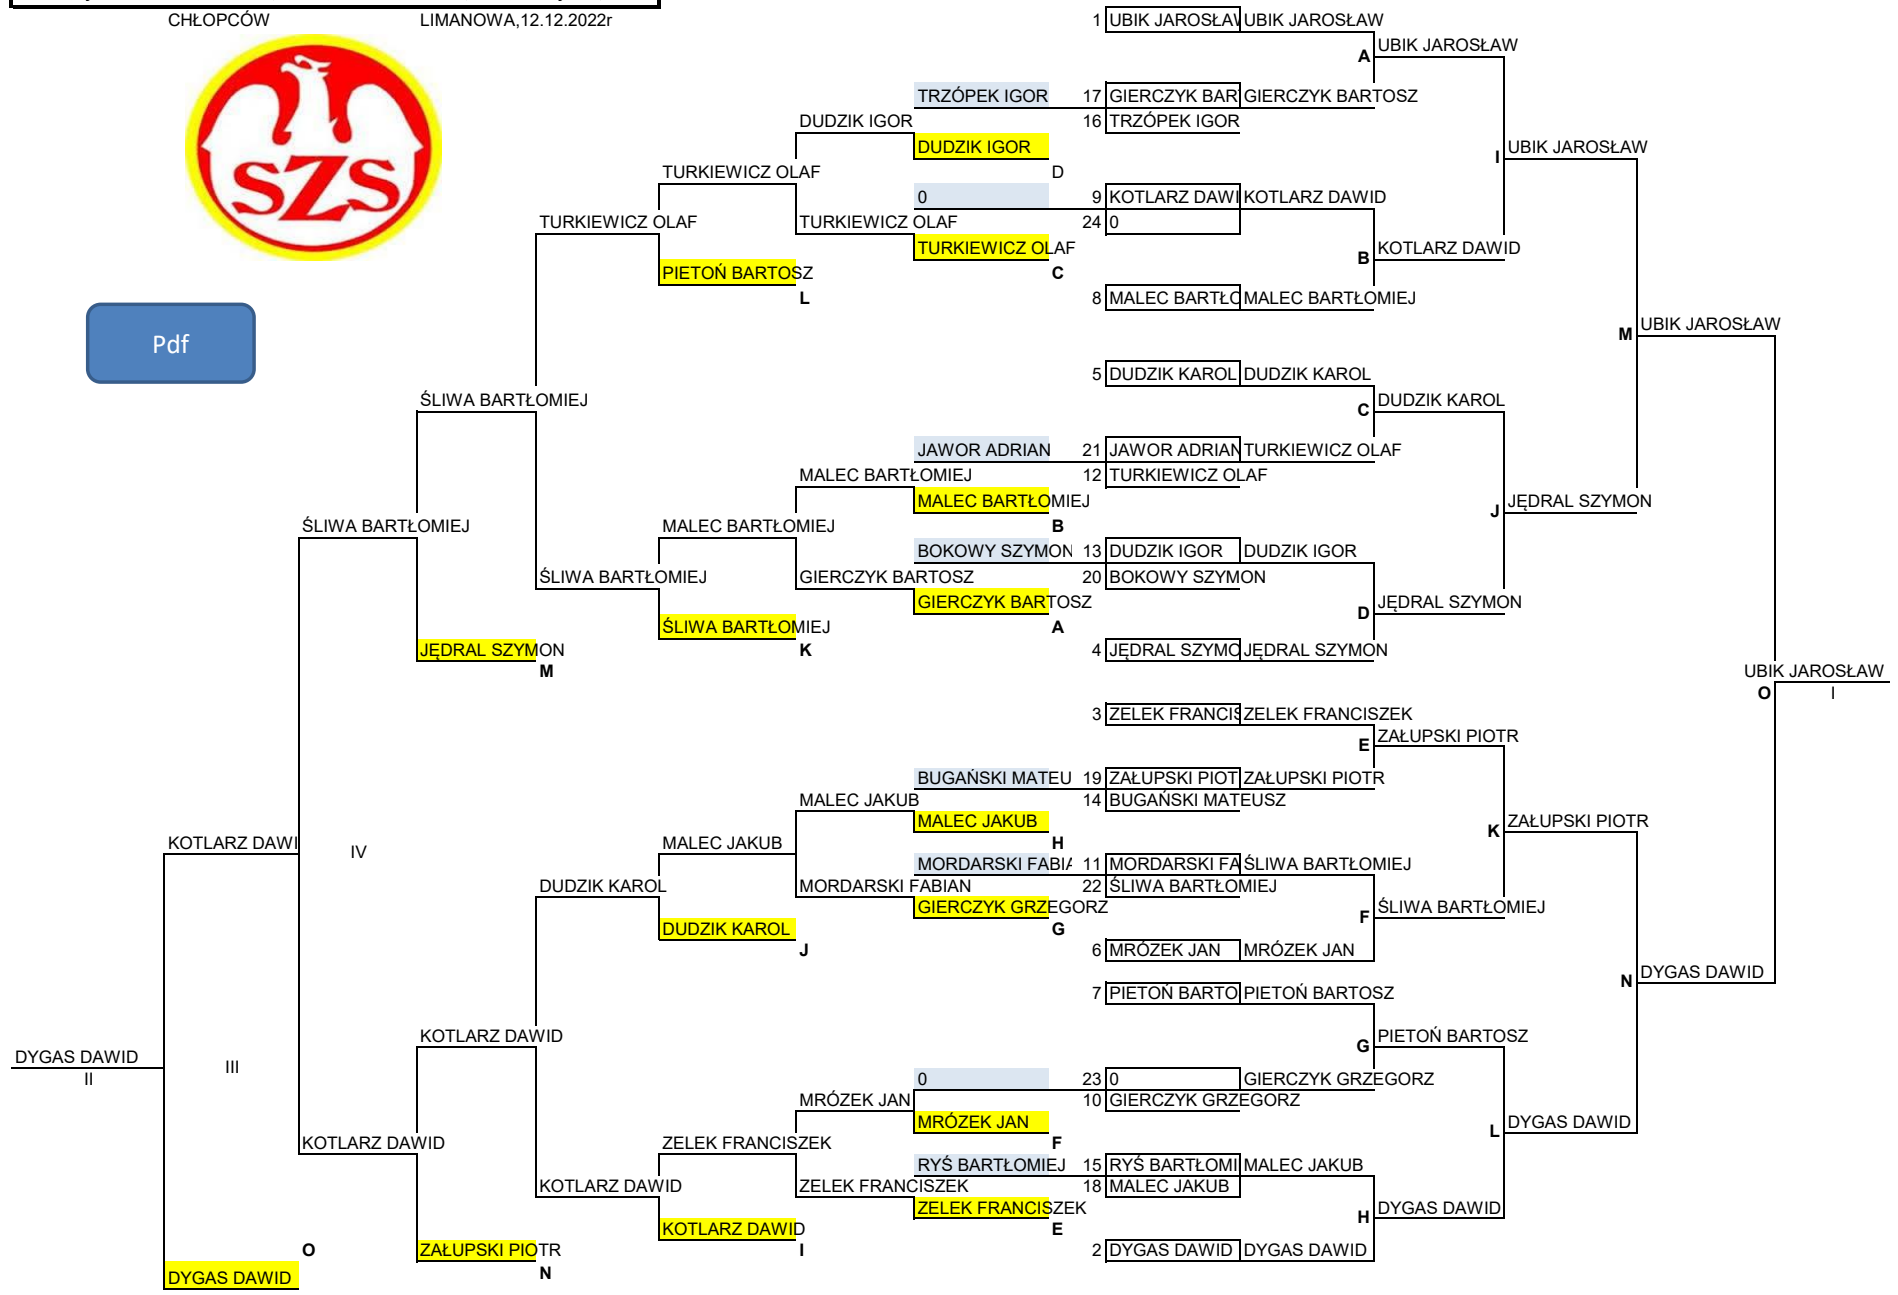 CHŁOPCÓW LIMANOWA,12.12.2022r
SZS
Pdf
1 UBIK JAROSŁAW UBIK JAROSŁAW
A UBIK JAROSŁAW
TRZÓPEK IGOR 17 GIERCZYK BAR GIERCZYK BARTOSZ
DUDZIK IGOR 16 TRZÓPEK IGOR
DUDZIK IGOR I UBIK JAROSŁAW
TURKIEWICZ OLAF D
0 9 KOTLARZ DAWI KOTLARZ DAWID
TURKIEWICZ OLAF TURKIEWICZ OLAF 24 0
TURKIEWICZ OLAF B KOTLARZ DAWID
PIETOŃ BARTOSZ C
L 8 MALEC BARTŁO MALEC BARTŁOMIEJ
M UBIK JAROSŁAW
5 DUDZIK KAROL DUDZIK KAROL
ŚLIWA BARTŁOMIEJ C DUDZIK KAROL
JAWOR ADRIAN 21 JAWOR ADRIAN TURKIEWICZ OLAF
MALEC BARTŁOMIEJ 12 TURKIEWICZ OLAF
MALEC BARTŁOMIEJ J JĘDRAL SZYMON
ŚLIWA BARTŁOMIEJ MALEC BARTŁOMIEJ B
BOKOWY SZYMON 13 DUDZIK IGOR DUDZIK IGOR
ŚLIWA BARTŁOMIEJ GIERCZYK BARTOSZ 20 BOKOWY SZYMON
GIERCZYK BARTOSZ D JĘDRAL SZYMON
ŚLIWA BARTŁOMIEJ A
JĘDRAL SZYMON K 4 JĘDRAL SZYMO JĘDRAL SZYMON
M UBIK JAROSŁAW
O I
3 ZELEK FRANCIS ZELEK FRANCISZEK
E ZAŁUPSKI PIOTR
BUGAŃSKI MATEU 19 ZAŁUPSKI PIOT ZAŁUPSKI PIOTR
MALEC JAKUB 14 BUGAŃSKI MATEUSZ
MALEC JAKUB K ZAŁUPSKI PIOTR
KOTLARZ DAWI IV MALEC JAKUB H
MORDARSKI FABIA 11 MORDARSKI FA ŚLIWA BARTŁOMIEJ
DUDZIK KAROL MORDARSKI FABIAN 22 ŚLIWA BARTŁOMIEJ
GIERCZYK GRZEGORZ F ŚLIWA BARTŁOMIEJ
DUDZIK KAROL G
J 6 MRÓZEK JAN MRÓZEK JAN
N DYGAS DAWID
7 PIETOŃ BARTO PIETOŃ BARTOSZ
KOTLARZ DAWID G PIETOŃ BARTOSZ
DYGAS DAWID
II III 0 23 0 GIERCZYK GRZEGORZ
MRÓZEK JAN 10 GIERCZYK GRZEGORZ
MRÓZEK JAN L DYGAS DAWID
KOTLARZ DAWID ZELEK FRANCISZEK F
RYŚ BARTŁOMIEJ 15 RYŚ BARTŁOMI MALEC JAKUB
KOTLARZ DAWID ZELEK FRANCISZEK 18 MALEC JAKUB
ZELEK FRANCISZEK H DYGAS DAWID
KOTLARZ DAWID E
O ZAŁUPSKI PIOTR I 2 DYGAS DAWID DYGAS DAWID
DYGAS DAWID N